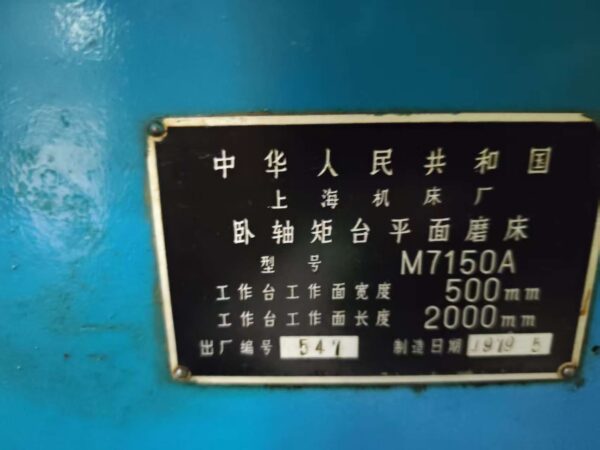 中华人民共和国
上海机床厂
卧轴矩台平面磨床
型号 M7150A
工作台工作面宽度 500mm
工作台工作面长度 2000mm
出厂编号 547 制造日期 1979 5